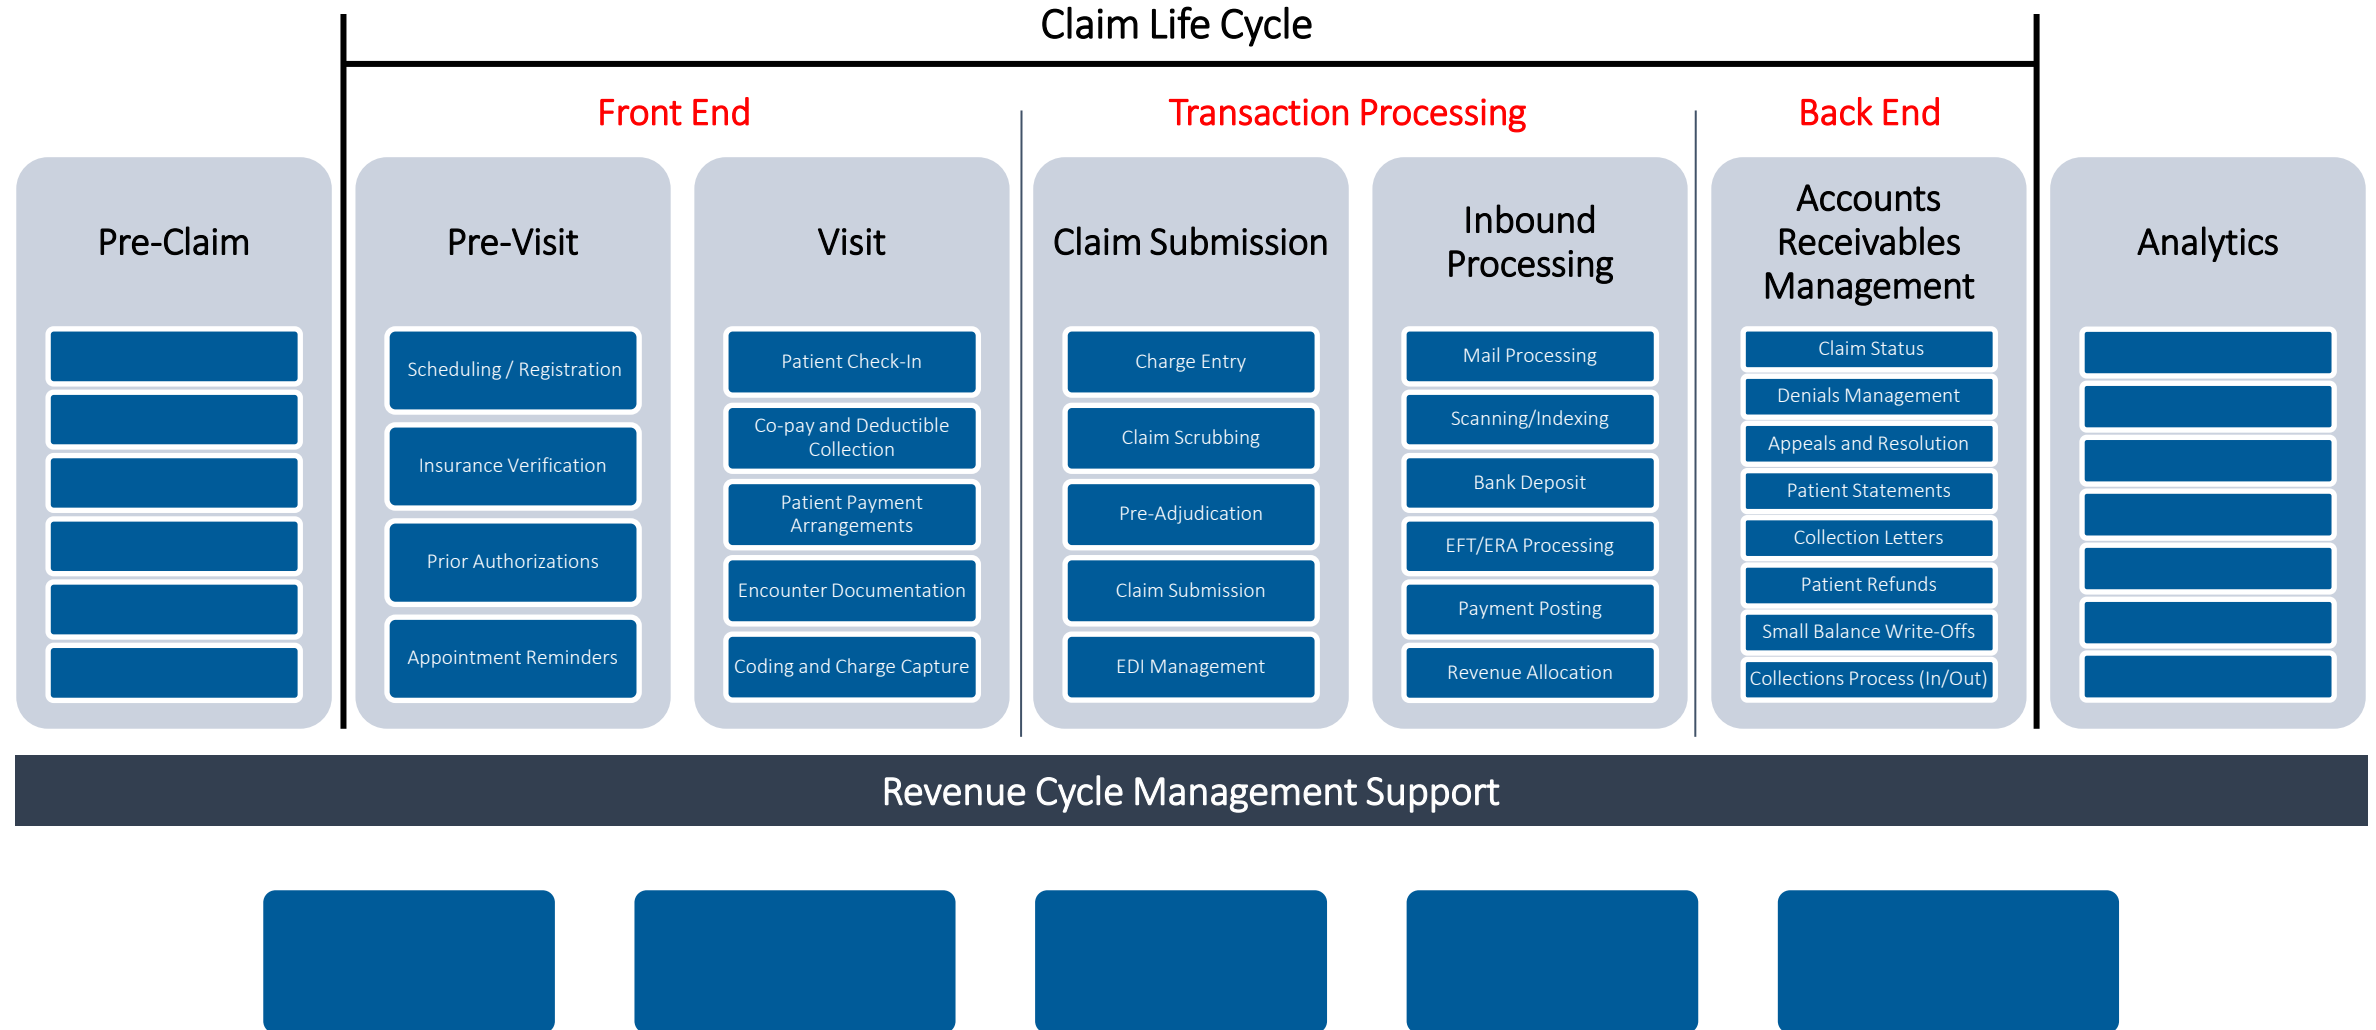 Claim Life Cycle
Front End
Transaction Processing
Back End
Pre-Claim
Pre-Visit
Scheduling / Registration
Insurance Verification
Prior Authorizations
Appointment Reminders
Visit
Patient Check-In
Co-pay and Deductible
Collection
Patient Payment
Arrangements
Encounter Documentation
Coding and Charge Capture
Claim Submission
Charge Entry
Claim Scrubbing
Pre-Adjudication
Claim Submission
EDI Management
Inbound
Processing
Mail Processing
Scanning/Indexing
Bank Deposit
EFT/ERA Processing
Payment Posting
Revenue Allocation
Accounts
Receivables
Management
Claim Status
Denials Management
Appeals and Resolution
Patient Statements
Collection Letters
Patient Refunds
Small Balance Write-Offs
Collections Process (In/Out)
Analytics
Revenue Cycle Management Support